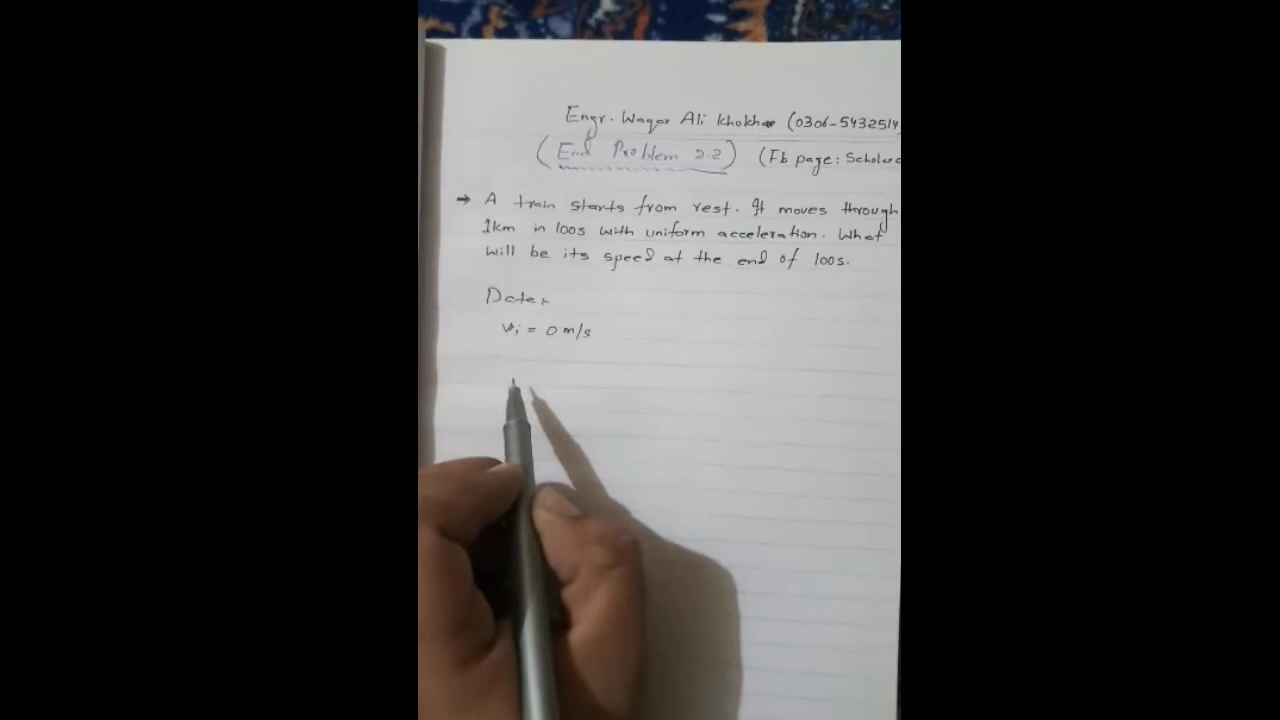 Engr. Waqar Ali Khokhar (0306-5432514)
(End Problem 2.2) (Fb page: Scholars
→ A train starts from rest. It moves through
1km in 100s with uniform acceleration. What
will be its speed at the end of 100s.
Data,
vi = 0 m/s